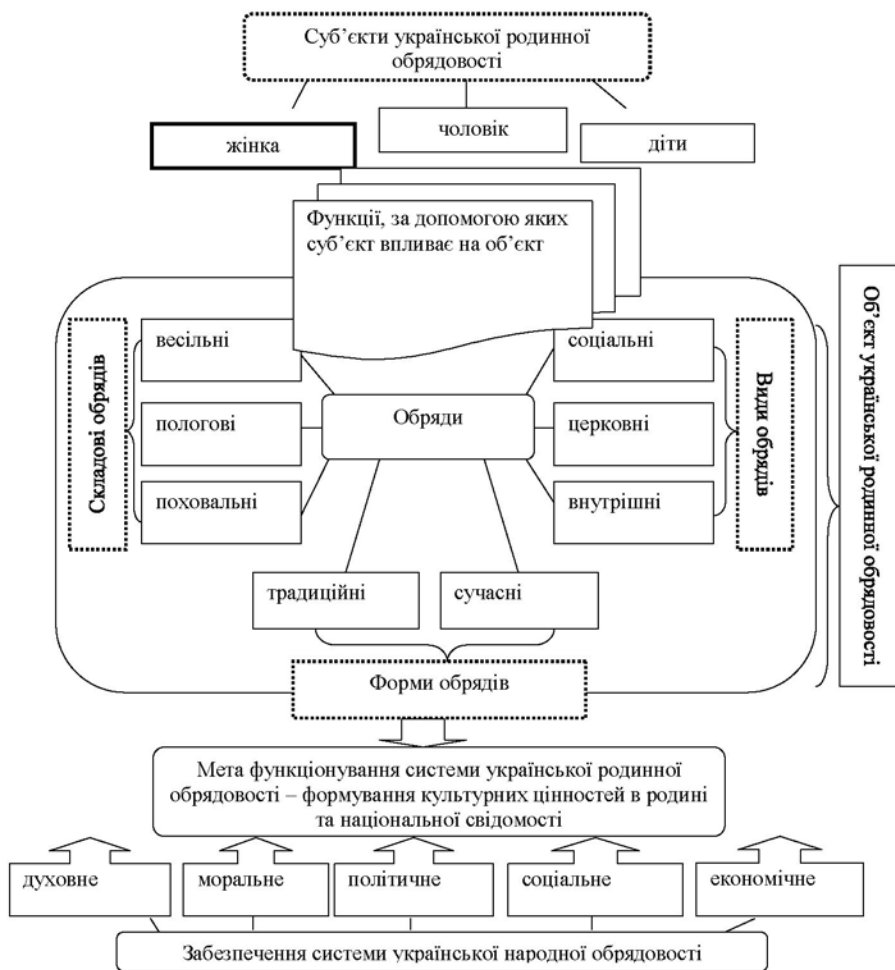 Суб’єкти української родинної
обрядовості
жінка
чоловік
діти
Функції, за допомогою яких
суб’єкт впливає на об’єкт
Складові обрядів
весільні
пологові
поховальні
Обряди
соціальні
церковні
внутрішні
Види обрядів
Об’єкт української родинної обрядовості
традиційні
сучасні
Форми обрядів
Мета функціонування системи української родинної
обрядовості – формування культурних цінностей в родині
та національної свідомості
духовне
моральне
політичне
соціальне
економічне
Забезпечення системи української народної обрядовості